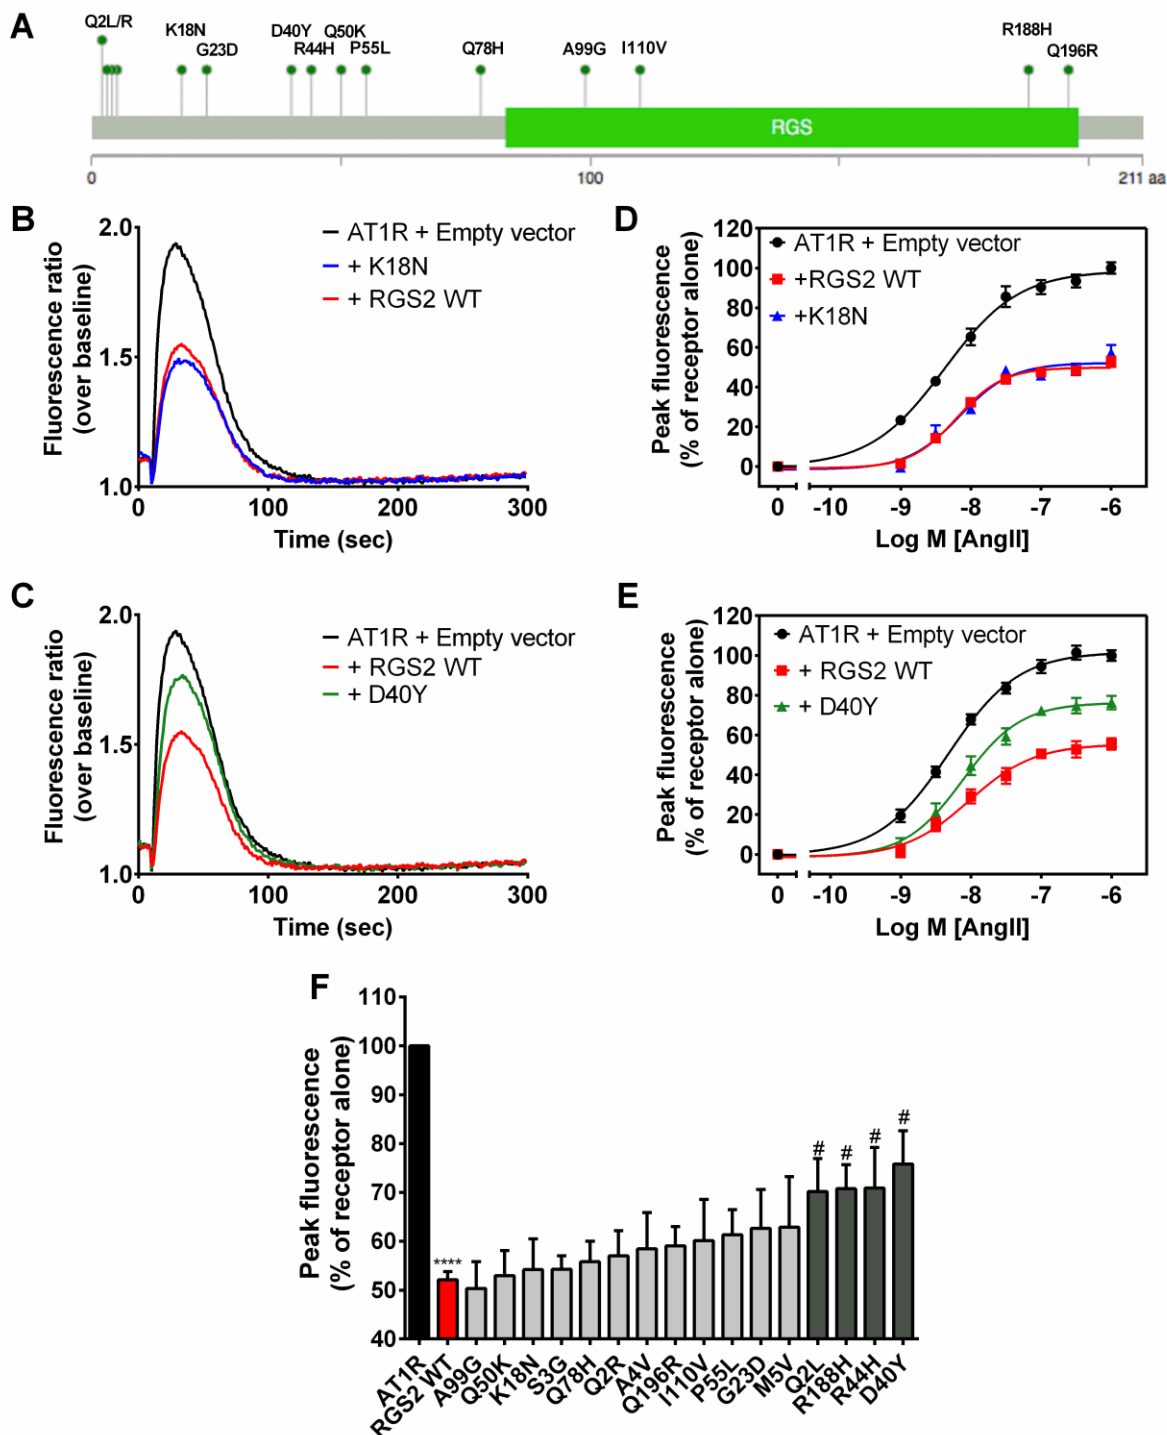 A
Q2L/R
K18N
G23D
D40Y
R44H
Q50K
P55L
Q78H
A99G
I110V
R188H
Q196R
RGS
0
100
211 aa
B
2.0
1.5
1.0
Fluorescence ratio
(over baseline)
AT1R + Empty vector
+ K18N
+ RGS2 WT
0
100
200
300
Time (sec)
D
120
100
80
60
40
20
0
Peak fluorescence
(% of receptor alone)
AT1R + Empty vector
+RGS2 WT
+K18N
0
-10
-9
-8
-7
-6
Log M [AngII]
C
2.0
1.5
1.0
Fluorescence ratio
(over baseline)
AT1R + Empty vector
+ RGS2 WT
+ D40Y
0
100
200
300
Time (sec)
E
120
100
80
60
40
20
0
Peak fluorescence
(% of receptor alone)
AT1R + Empty vector
+ RGS2 WT
+ D40Y
0
-10
-9
-8
-7
-6
Log M [AngII]
F
110
100
90
80
70
60
50
40
Peak fluorescence
(% of receptor alone)
****
#
#
#
#
AT1R
RGS2 WT
A99G
Q50K
K18N
S3G
Q78H
Q2R
A4V
Q196R
I110V
P55L
G23D
M5V
Q2L
R188H
R44H
D40Y